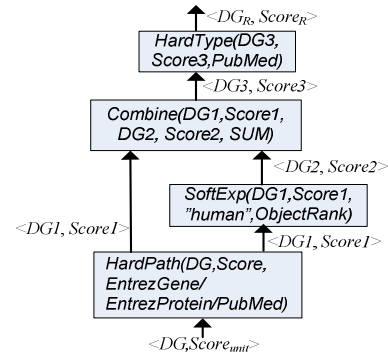 <DG_R, Score_R>
HardType(DG3,
Score3,PubMed)
<DG3, Score3>
Combine(DG1,Score1,
DG2, Score2, SUM)
<DG2, Score2>
SoftExp(DG1,Score1,
"human",ObjectRank)
<DG1, Score1>
<DG1, Score1>
HardPath(DG,Score,
EntrezGene/
EntrezProtein/PubMed)
<DG,Score_unit>